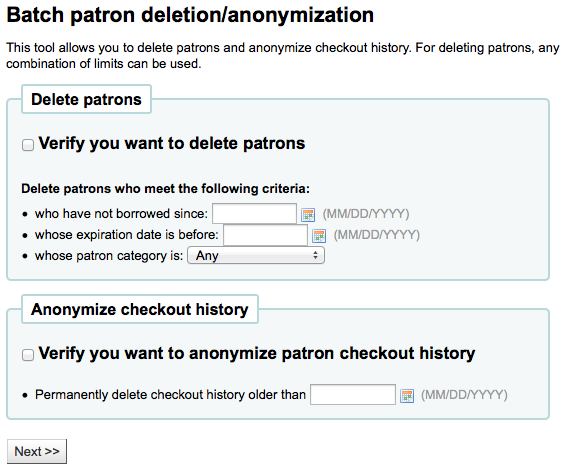 Batch patron deletion/anonymization
This tool allows you to delete patrons and anonymize checkout history. For deleting patrons, any
combination of limits can be used.
Delete patrons
Verify you want to delete patrons
Delete patrons who meet the following criteria:
• who have not borrowed since: (MM/DD/YYYY)
• whose expiration date is before: (MM/DD/YYYY)
• whose patron category is: Any
Anonymize checkout history
Verify you want to anonymize patron checkout history
• Permanently delete checkout history older than (MM/DD/YYYY)
Next >>